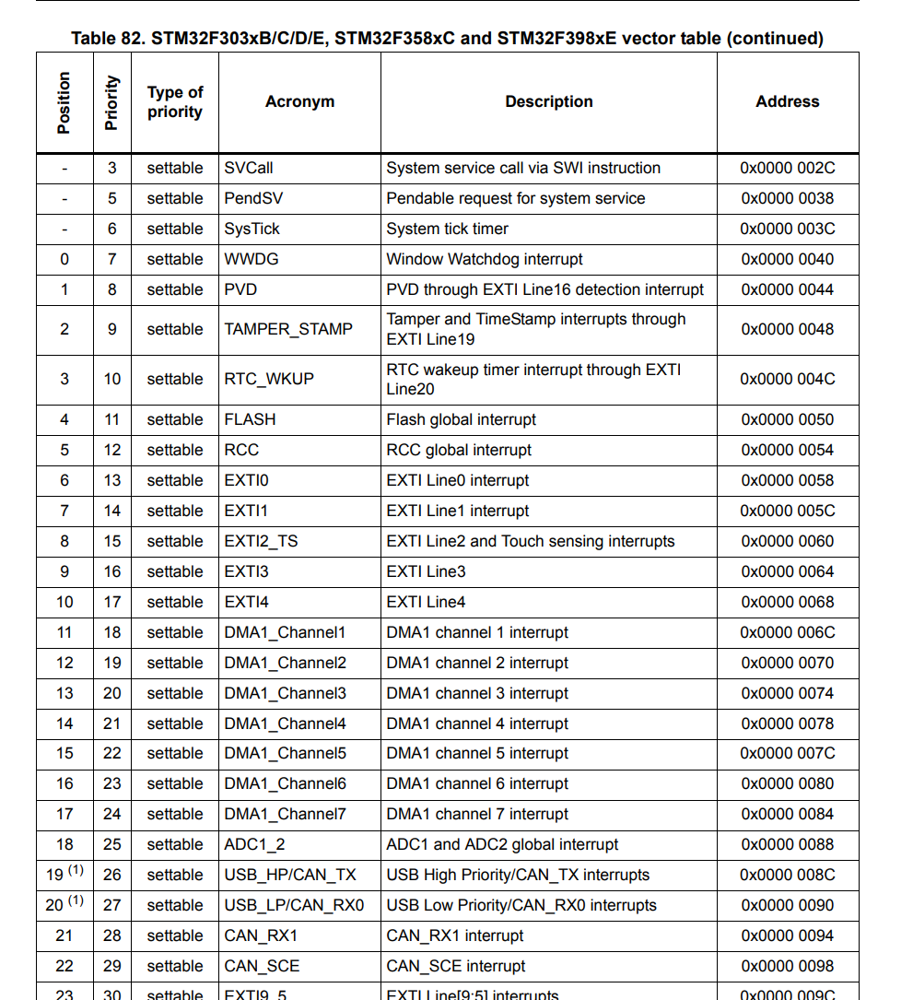 Table 82. STM32F303xB/C/D/E, STM32F358xC and STM32F398xE vector table (continued)
Position Priority Type of priority Acronym Description Address
- 3 settable SVCall System service call via SWI instruction 0x0000 002C
- 5 settable PendSV Pendable request for system service 0x0000 0038
- 6 settable SysTick System tick timer 0x0000 003C
0 7 settable WWDG Window Watchdog interrupt 0x0000 0040
1 8 settable PVD PVD through EXTI Line16 detection interrupt 0x0000 0044
2 9 settable TAMPER_STAMP Tamper and TimeStamp interrupts through EXTI Line19 0x0000 0048
3 10 settable RTC_WKUP RTC wakeup timer interrupt through EXTI Line20 0x0000 004C
4 11 settable FLASH Flash global interrupt 0x0000 0050
5 12 settable RCC RCC global interrupt 0x0000 0054
6 13 settable EXTI0 EXTI Line0 interrupt 0x0000 0058
7 14 settable EXTI1 EXTI Line1 interrupt 0x0000 005C
8 15 settable EXTI2_TS EXTI Line2 and Touch sensing interrupts 0x0000 0060
9 16 settable EXTI3 EXTI Line3 0x0000 0064
10 17 settable EXTI4 EXTI Line4 0x0000 0068
11 18 settable DMA1_Channel1 DMA1 channel 1 interrupt 0x0000 006C
12 19 settable DMA1_Channel2 DMA1 channel 2 interrupt 0x0000 0070
13 20 settable DMA1_Channel3 DMA1 channel 3 interrupt 0x0000 0074
14 21 settable DMA1_Channel4 DMA1 channel 4 interrupt 0x0000 0078
15 22 settable DMA1_Channel5 DMA1 channel 5 interrupt 0x0000 007C
16 23 settable DMA1_Channel6 DMA1 channel 6 interrupt 0x0000 0080
17 24 settable DMA1_Channel7 DMA1 channel 7 interrupt 0x0000 0084
18 25 settable ADC1_2 ADC1 and ADC2 global interrupt 0x0000 0088
19 (1) 26 settable USB_HP/CAN_TX USB High Priority/CAN_TX interrupts 0x0000 008C
20 (1) 27 settable USB_LP/CAN_RX0 USB Low Priority/CAN_RX0 interrupts 0x0000 0090
21 28 settable CAN_RX1 CAN_RX1 interrupt 0x0000 0094
22 29 settable CAN_SCE CAN_SCE interrupt 0x0000 0098
23 30 settable EXTI9_5 EXTI Line[9:5] interrupts 0x0000 009C